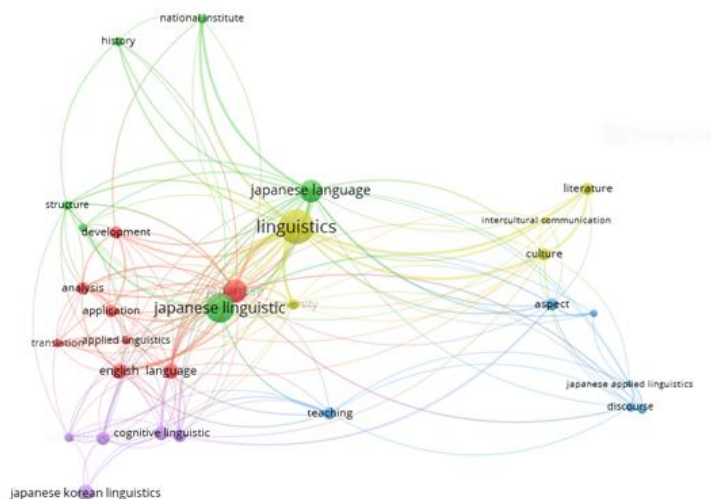 national institute
history
japanese language
literature
structure
linguistics
intercultural communication
development
culture
analysis
aspect
application
japanese linguistic
applied linguistics
translation
english language
japanese applied linguistics
teaching
discourse
cognitive linguistic
japanese korean linguistics